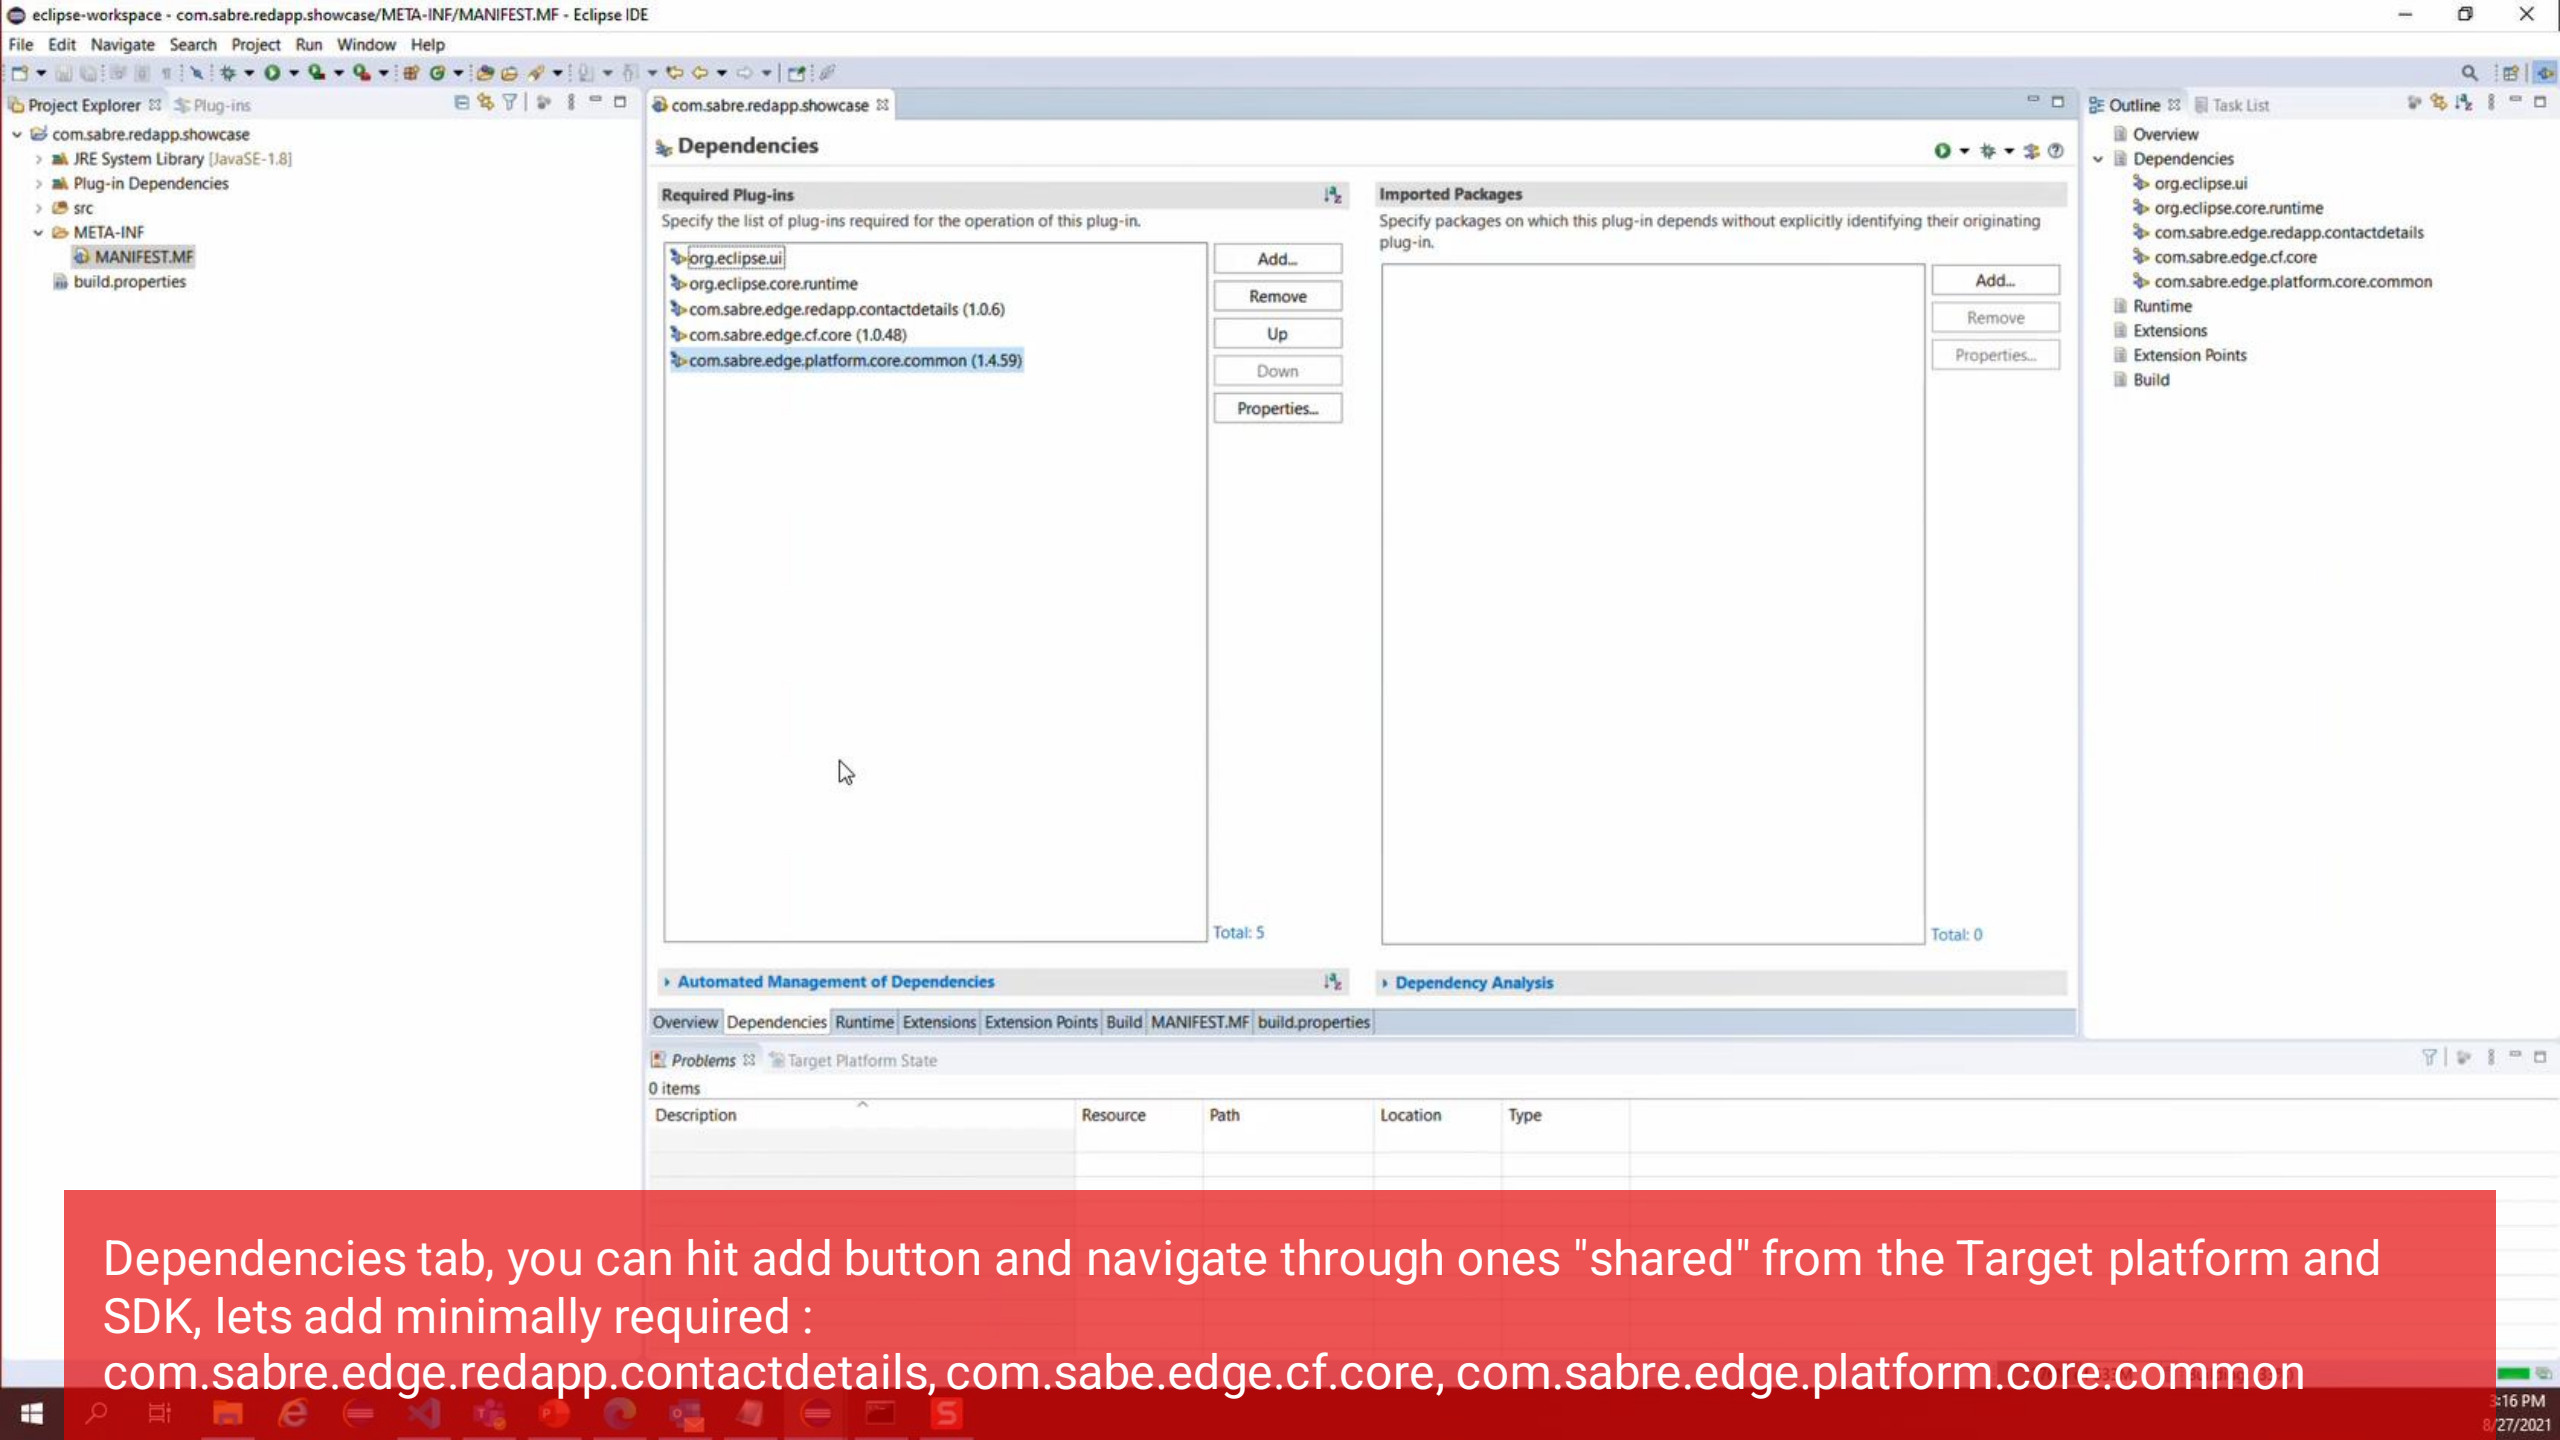 eclipse-workspace - com.sabre.redapp.showcase/META-INF/MANIFEST.MF - Eclipse IDE
File Edit Navigate Search Project Run Window Help
Project Explorer Plug-ins
com.sabre.redapp.showcase
JRE System Library [JavaSE-1.8]
Plug-in Dependencies
src
META-INF
MANIFEST.MF
build.properties
com.sabre.redapp.showcase
Dependencies
Required Plug-ins
Specify the list of plug-ins required for the operation of this plug-in.
org.eclipse.ui
org.eclipse.core.runtime
com.sabre.edge.redapp.contactdetails (1.0.6)
com.sabre.edge.cf.core (1.0.48)
com.sabre.edge.platform.core.common (1.4.59)
Add...
Remove
Up
Down
Properties...
Total: 5
Imported Packages
Specify packages on which this plug-in depends without explicitly identifying their originating
plug-in.
Add...
Remove
Properties...
Total: 0
Automated Management of Dependencies
Dependency Analysis
Overview Dependencies Runtime Extensions Extension Points Build MANIFEST.MF build.properties
Outline Task List
Overview
Dependencies
org.eclipse.ui
org.eclipse.core.runtime
com.sabre.edge.redapp.contactdetails
com.sabre.edge.cf.core
com.sabre.edge.platform.core.common
Runtime
Extensions
Extension Points
Build
Problems Target Platform State
0 items
Description Resource Path Location Type
Dependencies tab, you can hit add button and navigate through ones "shared" from the Target platform and
SDK, lets add minimally required :
com.sabre.edge.redapp.contactdetails, com.sabe.edge.cf.core, com.sabre.edge.platform.core.common
3:16 PM
8/27/2021